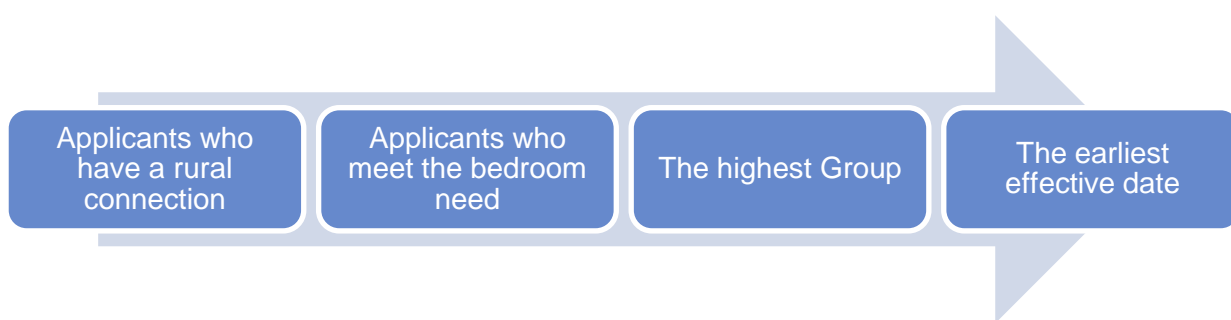 Applicants who
have a rural
connection
Applicants who
meet the bedroom
need
The highest Group
The earliest
effective date